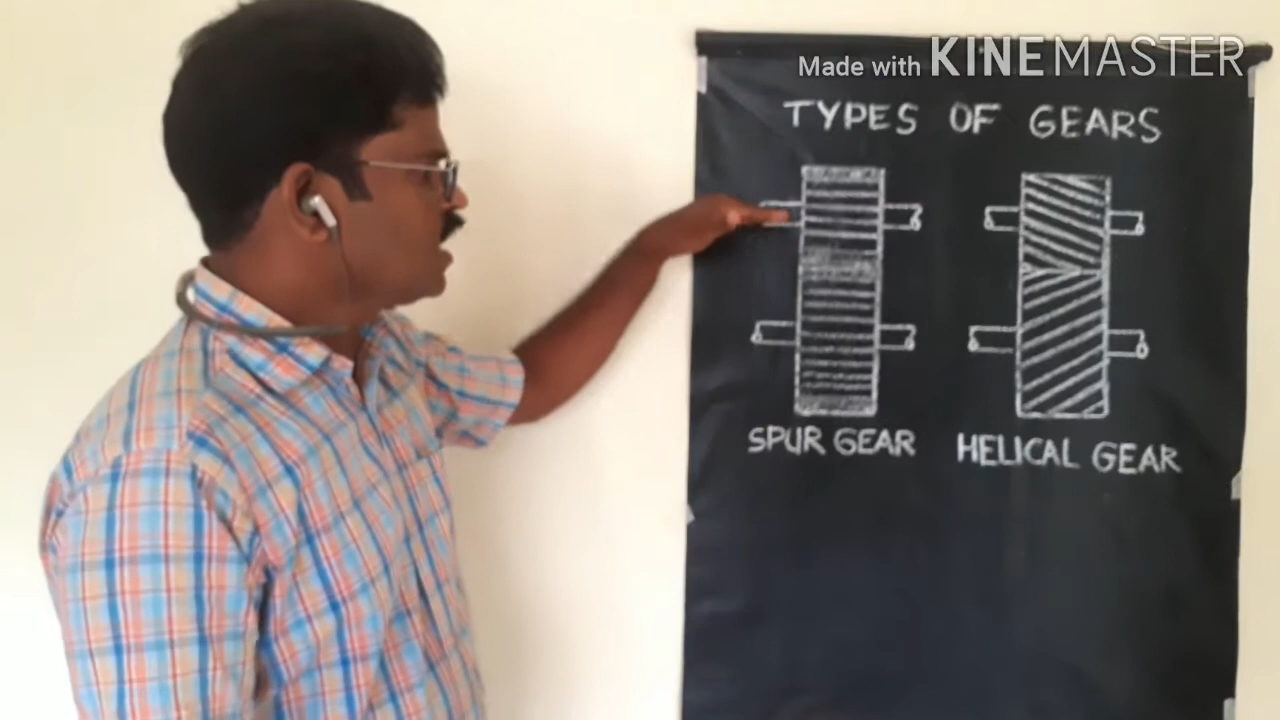 Made with KINEMASTER
TYPES OF GEARS
SPUR GEAR
HELICAL GEAR